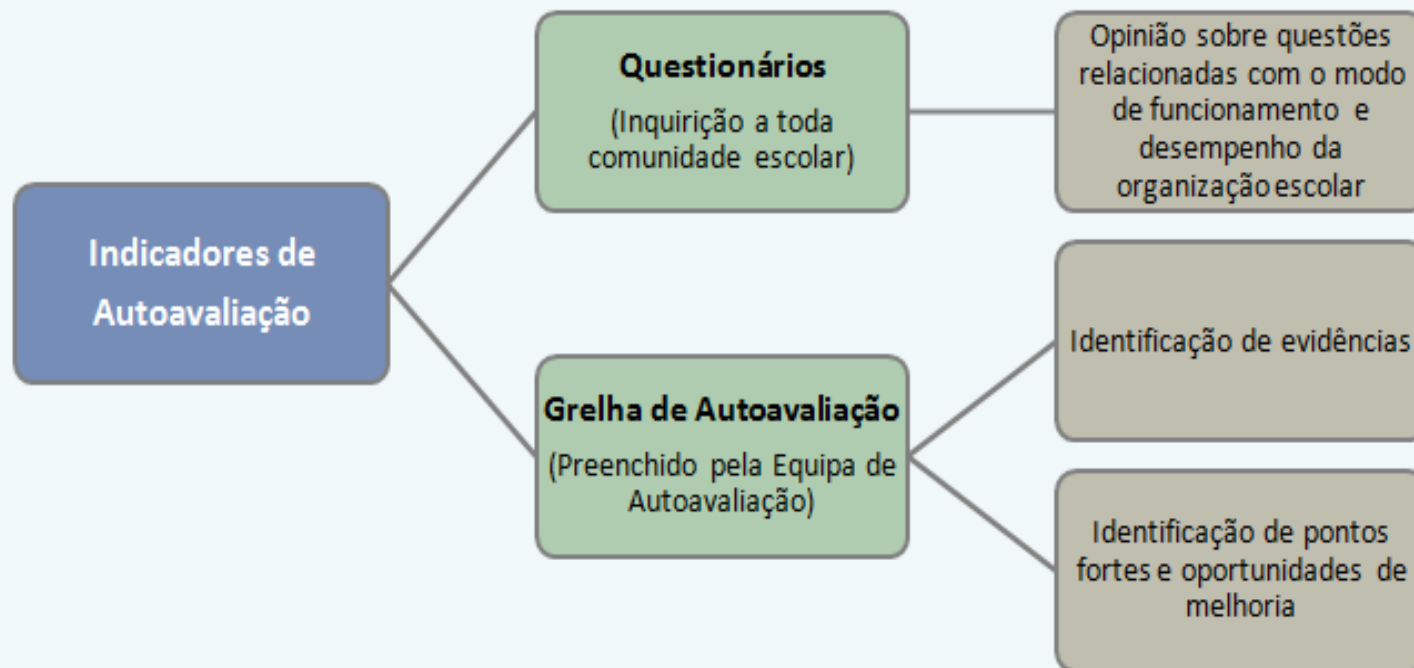 Indicadores de
Autoavaliação
Questionários
(Inquirição a toda
comunidade escolar)
Opinião sobre questões
relacionadas com o modo
de funcionamento e
desempenho da
organização escolar
Grelha de Autoavaliação
(Preenchido pela Equipa de
Autoavaliação)
Identificação de evidências
Identificação de pontos
fortes e oportunidades de
melhoria